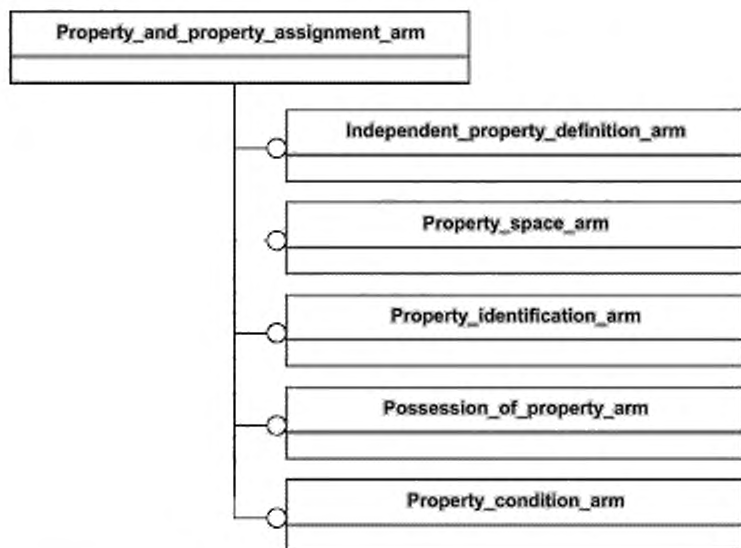 Property_and_property_assignment_arm
Independent_property_definition_arm
Property_space_arm
Property_identification_arm
Possession_of_property_arm
Property_condition_arm